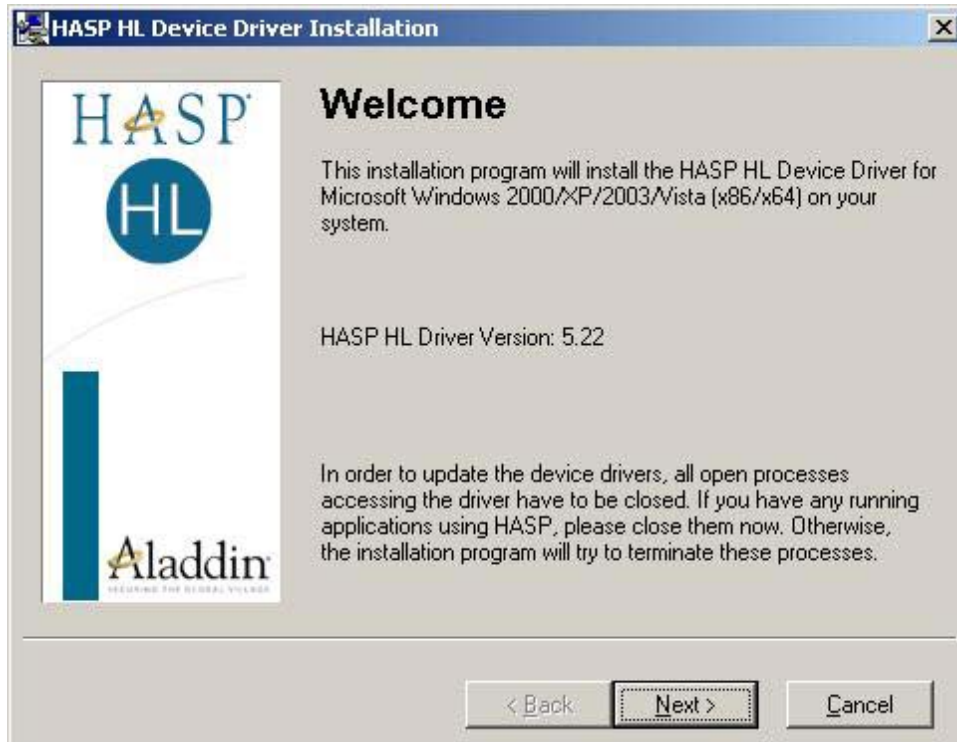 HASP HL Device Driver Installation
HASP
HL
Aladdin
SECURING THE GLOBAL VILLAGE
Welcome
This installation program will install the HASP HL Device Driver for
Microsoft Windows 2000/XP/2003/Vista (x86/x64) on your
system.
HASP HL Driver Version: 5.22
In order to update the device drivers, all open processes
accessing the driver have to be closed. If you have any running
applications using HASP, please close them now. Otherwise,
the installation program will try to terminate these processes.
< Back
Next >
Cancel